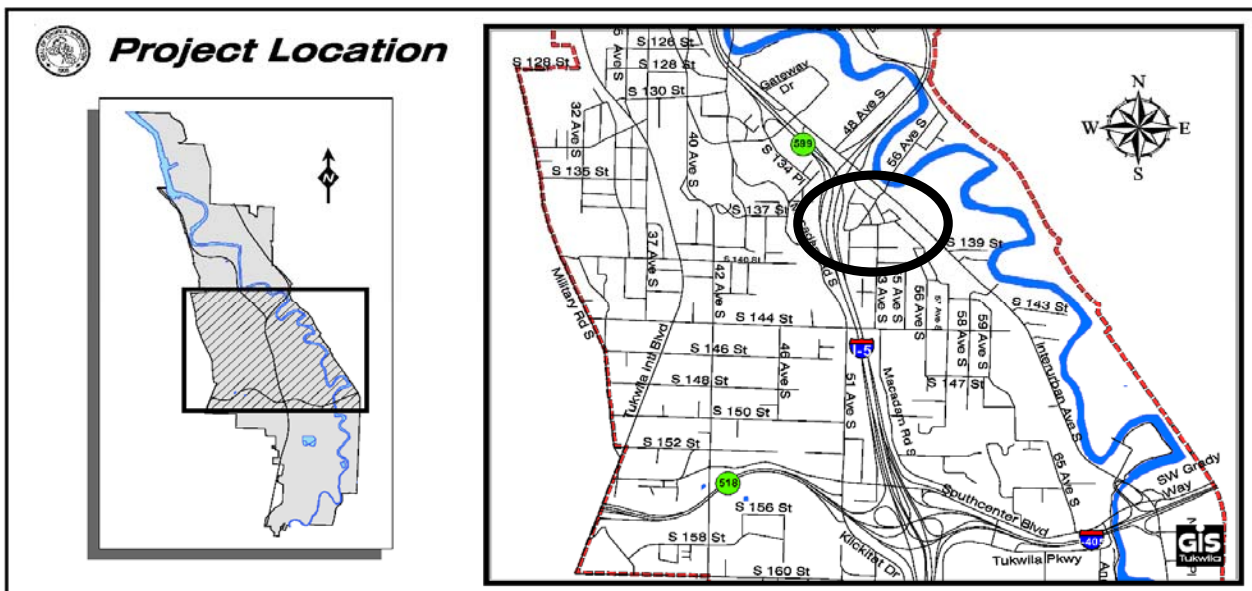 Project Location
N
N
W E
S
S 126 St
S 128 St
S 128 St
S 130 St
Gateway
Dr
32 Ave S
40 Ave S
48 Ave S
56 Ave S
599
S 134 Pl
S 135 St
S 137 St
S 139 St
37 Ave S
42 Ave S
Military Rd S
55 Ave S
56 Ave S
57 Ave S
58 Ave S
59 Ave S
S 143 St
S 144 St
I-5
S 146 St
46 Ave S
S 147 St
S 148 St
Tukwila Intl Blvd
51 Ave S
Macadam Rd S
Interurban Ave S
S 150 St
S 152 St
65 Ave S
SW Grady
Way
518
Southcenter Blvd
S 156 St
S 158 St
Klickitat Dr
Tukwila Pkwy
I-405
S 160 St
GIS
Tukwila